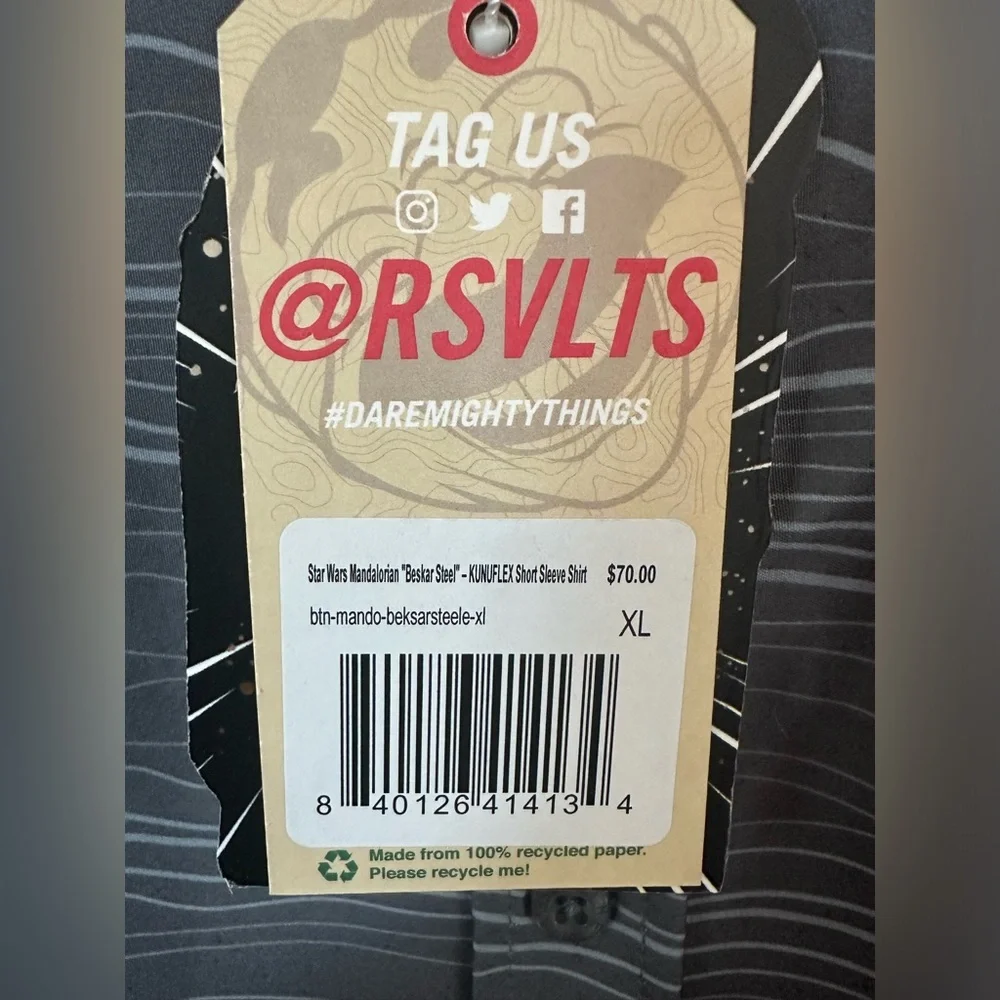 TAG US
@RSVLTS
#DAREMIGHTYTHINGS
Star Wars Mandalorian "Beskar Steel" - KUNUFLEX Short Sleeve Shirt $70.00
btn-mando-beksarsteele-xl XL
8 40126 41413 4
Made from 100% recycled paper.
Please recycle me!